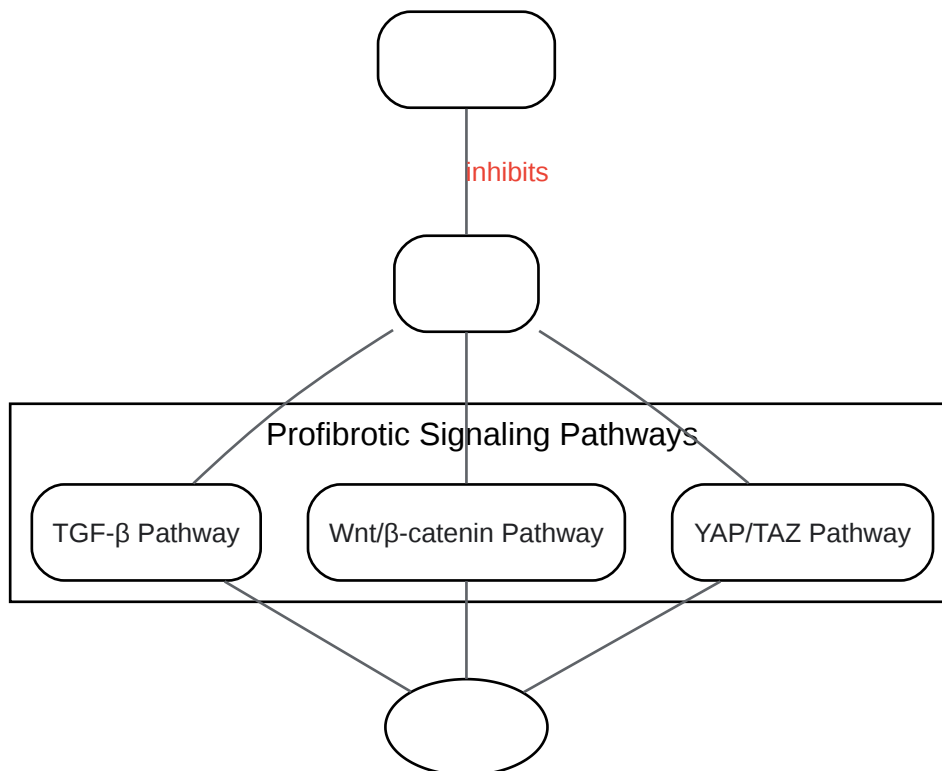 inhibits
Profibrotic Signaling Pathways
TGF-β Pathway
Wnt/β-catenin Pathway
YAP/TAZ Pathway